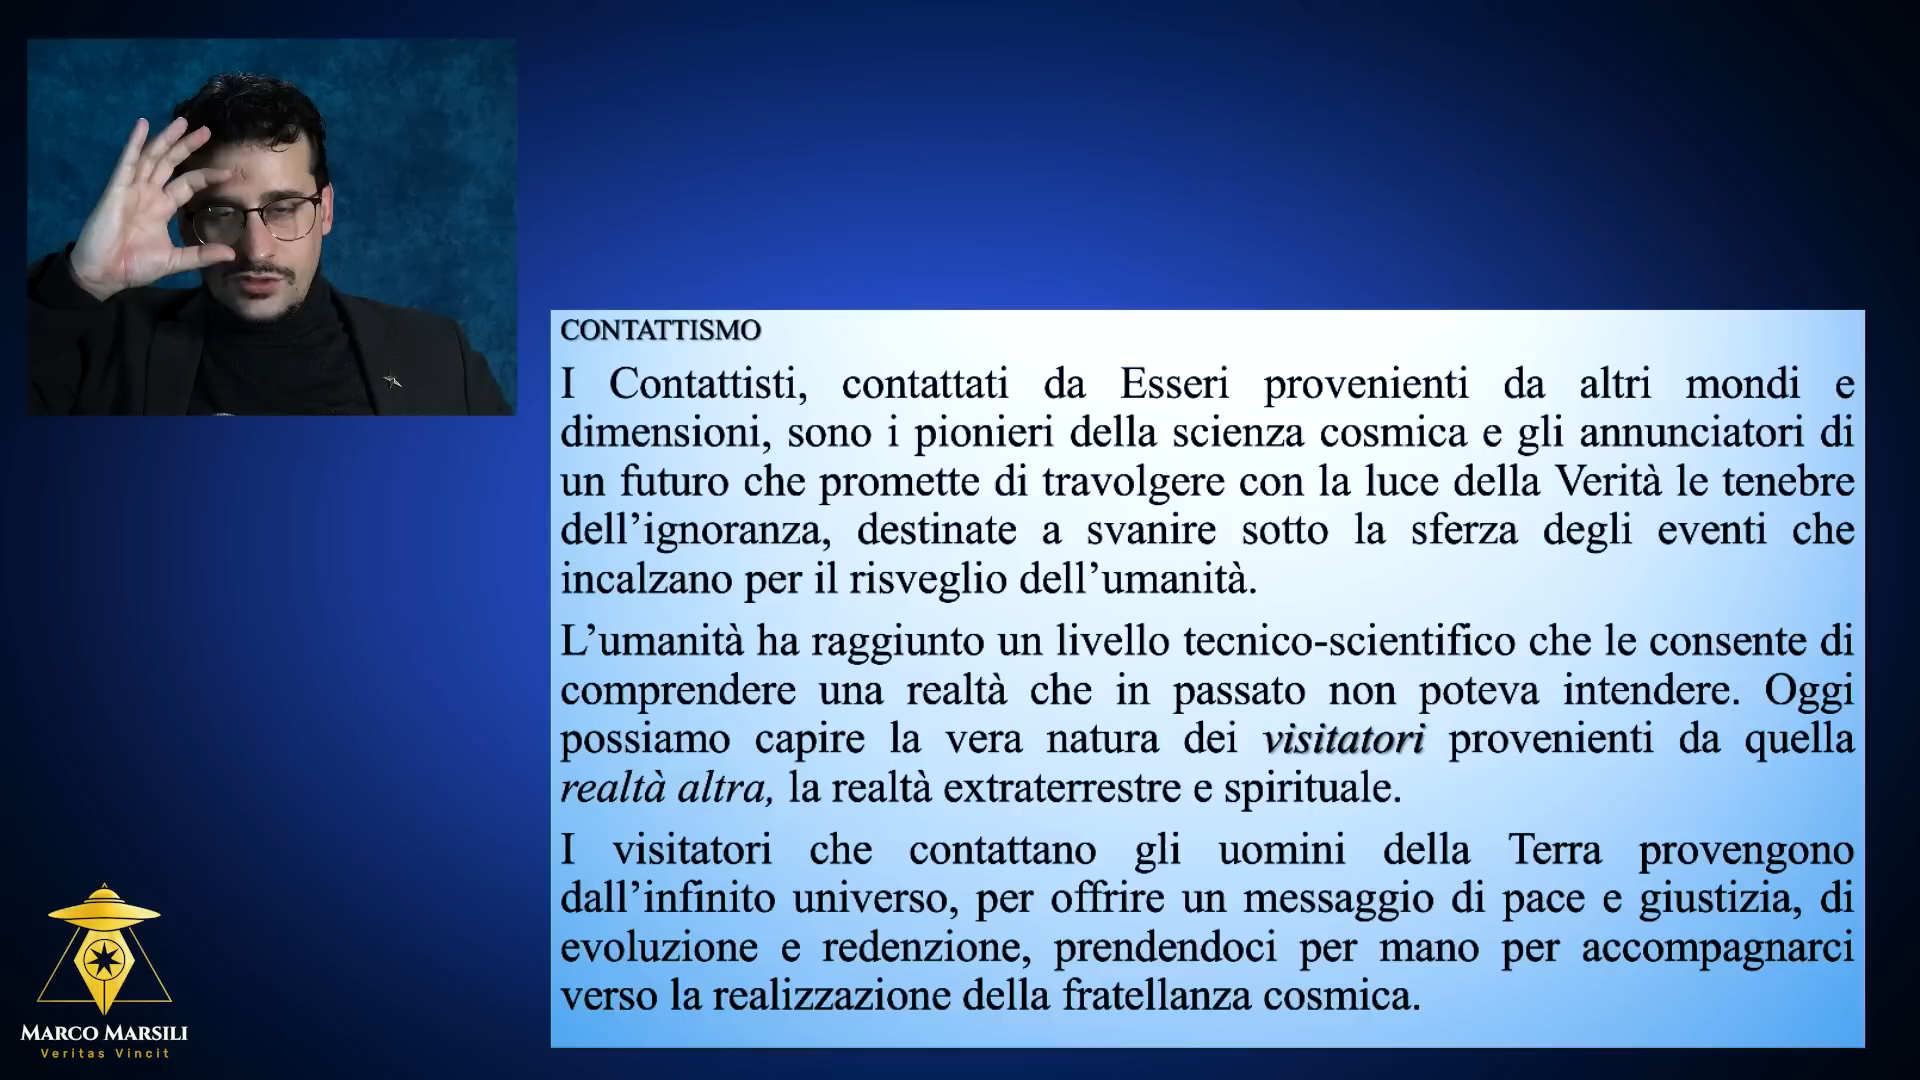 CONTATTISMO
I Contattisti, contattati da Esseri provenienti da altri mondi e
dimensioni, sono i pionieri della scienza cosmica e gli annunciatori di
un futuro che promette di travolgere con la luce della Verità le tenebre
dell’ignoranza, destinate a svanire sotto la sferza degli eventi che
incalzano per il risveglio dell’umanità.
L’umanità ha raggiunto un livello tecnico-scientifico che le consente di
comprendere una realtà che in passato non poteva intendere. Oggi
possiamo capire la vera natura dei visitatori provenienti da quella
realtà altra, la realtà extraterrestre e spirituale.
I visitatori che contattano gli uomini della Terra provengono
dall’infinito universo, per offrire un messaggio di pace e giustizia, di
evoluzione e redenzione, prendendoci per mano per accompagnarci
verso la realizzazione della fratellanza cosmica.
MARCO MARSILI
Veritas Vincit